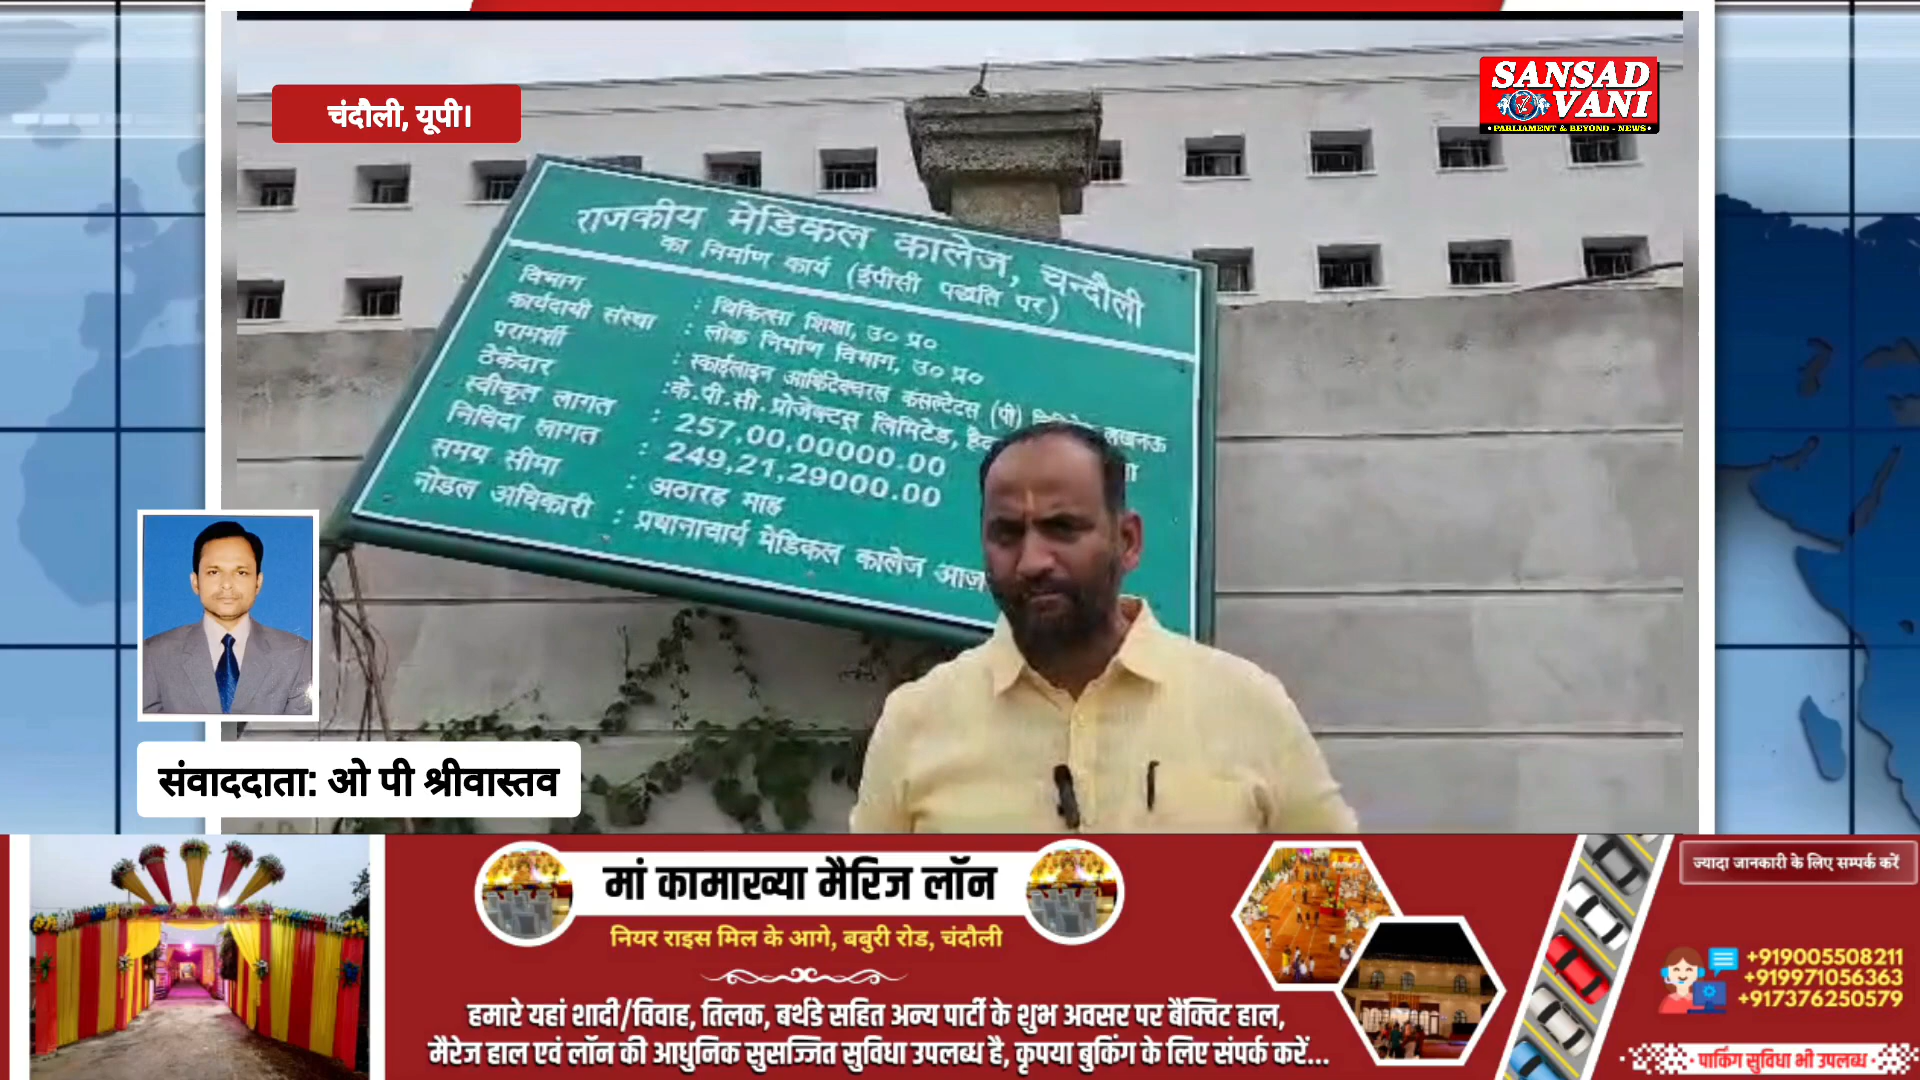 चंदौली, यूपी।
SANSAD
VANI
• PARLIAMENT & BEYOND - NEWS •
राजकीय मेडिकल कालेज, चन्दौली
का निर्माण कार्य (ईपीसी पद्धति पर)
विभाग : चिकित्सा शिक्षा, उ० प्र०
कार्यदायी संस्था : लोक निर्माण विभाग, उ० प्र०
परामर्शी : स्काईलाइन आर्किटेक्चरल कंसल्टेंटस (पी) लखनऊ
ठेकेदार :के.पी.सी.प्रोजेक्ट्स लिमिटेड,
स्वीकृत लागत : 257,00,00000.00
निविदा लागत : 249,21,29000.00
समय सीमा : अठारह माह
नोडल अधिकारी : प्रधानाचार्य मेडिकल कालेज
संवाददाता: ओ पी श्रीवास्तव
मां कामाख्या मैरिज लॉन
नियर राइस मिल के आगे, बबुरी रोड, चंदौली
हमारे यहां शादी/विवाह, तिलक, बर्थडे सहित अन्य पार्टी के शुभ अवसर पर बैंक्विट हाल,
मैरेज हाल एवं लॉन की आधुनिक सुसज्जित सुविधा उपलब्ध है, कृपया बुकिंग के लिए संपर्क करें...
ज्यादा जानकारी के लिए सम्पर्क करें
+919005508211
+919971056363
+917376250579
• पार्किंग सुविधा भी उपलब्ध •